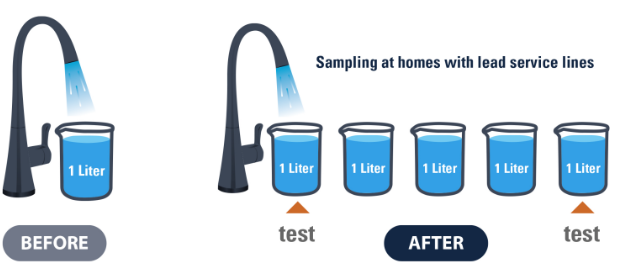 Sampling at homes with lead service lines
1 Liter
1 Liter
1 Liter
1 Liter
1 Liter
1 Liter
test
test
BEFORE
AFTER